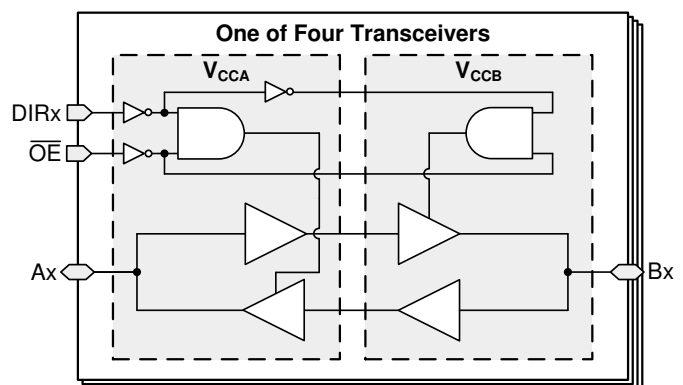 One of Four Transceivers
VCCA
VCCB
DIRx
OE
Ax
Bx